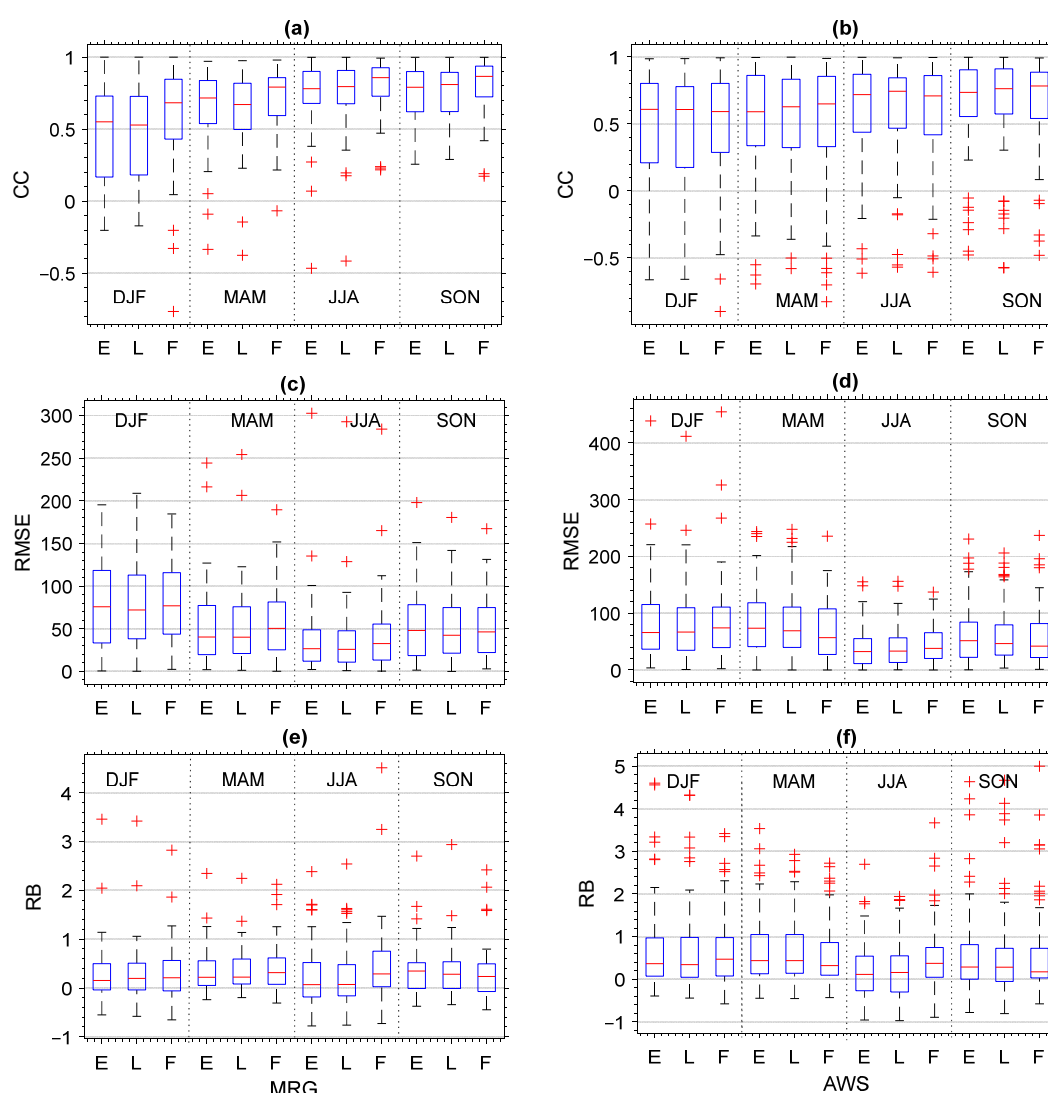 (a)
1
0.5
0
−0.5
CC
DJF
MAM
JJA
SON
E L F E L F E L F E L F
(b)
1
0.5
0
−0.5
CC
DJF
MAM
JJA
SON
E L F E L F E L F E L F
(c)
300
250
200
150
100
50
0
RMSE
DJF
MAM
JJA
SON
E L F E L F E L F E L F
(d)
400
300
200
100
0
RMSE
DJF
MAM
JJA
SON
E L F E L F E L F E L F
(e)
4
3
2
1
0
−1
RB
DJF
MAM
JJA
SON
E L F E L F E L F E L F
MRG
(f)
5
4
3
2
1
0
−1
RB
DJF
MAM
JJA
SON
E L F E L F E L F E L F
AWS